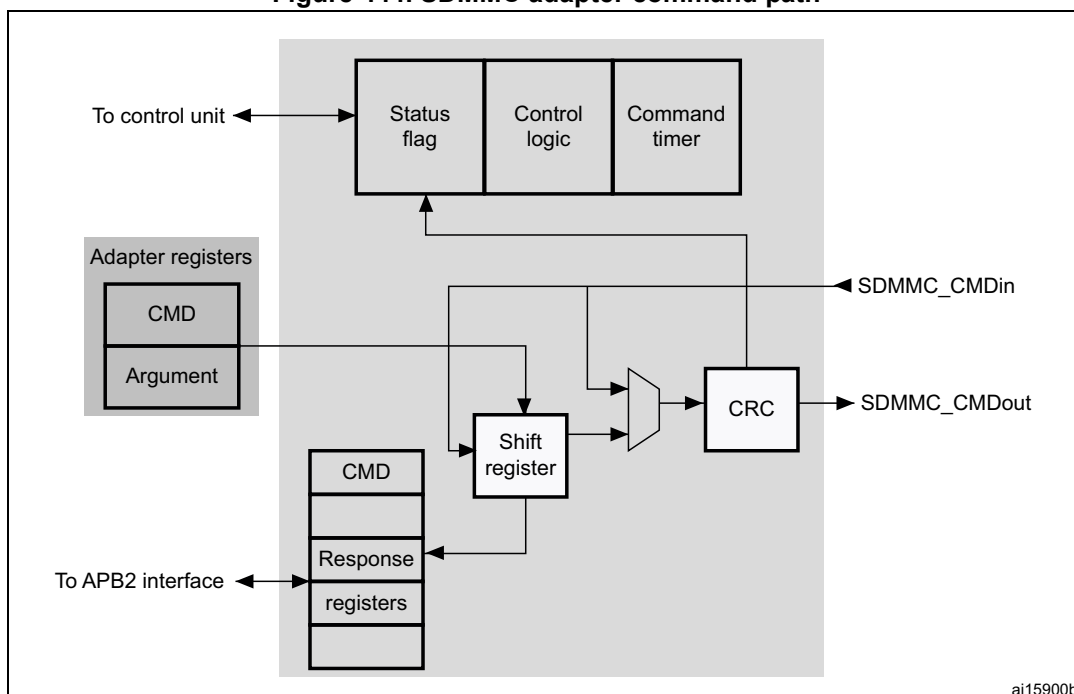 To control unit
Status
flag
Control
logic
Command
timer
Adapter registers
CMD
Argument
SDMMC_CMDin
SDMMC_CMDout
CRC
Shift
register
CMD
Response
registers
To APB2 interface
ai15900b